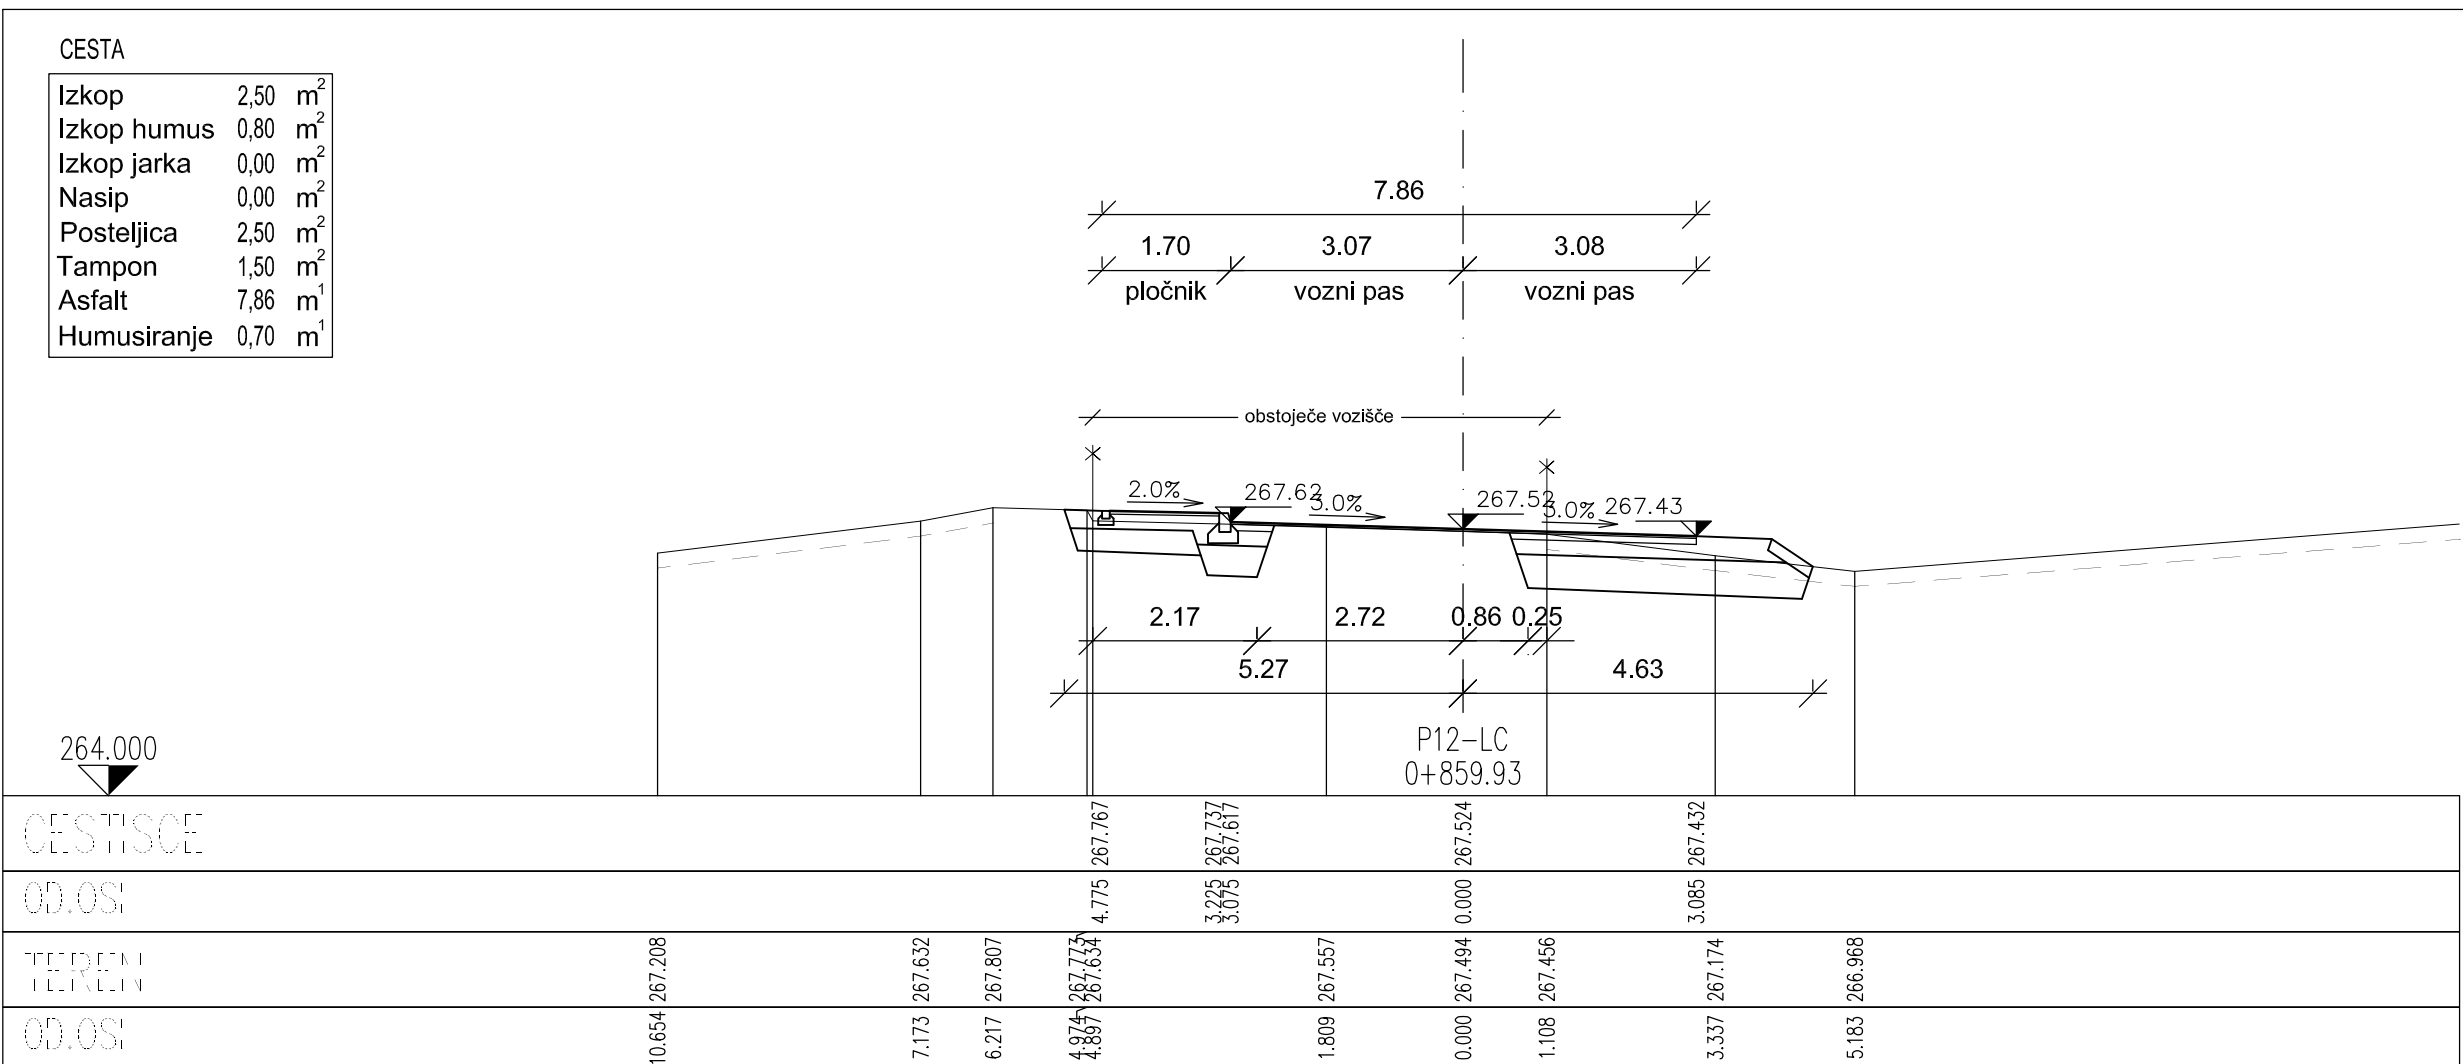 CESTA
Izkop 2,50 m²
Izkop humus 0,80 m²
Izkop jarka 0,00 m²
Nasip 0,00 m²
Posteljica 2,50 m²
Tampon 1,50 m²
Asfalt 7,86 m¹
Humusiranje 0,70 m¹
7.86
1.70 3.07 3.08
pločnik vozni pas vozni pas
obstoječe vozišče
2.0% 267.62 3.0% 267.52 3.0% 267.43
2.17 2.72 0.86 0.25
5.27 4.63
P12-LC
0+859.93
264.000
CESTISCE 267.767 267.737 267.617 267.524 267.432
OD.OSI 4.775 3.225 3.075 0.000 3.085
TEREN 267.208 267.632 267.807 267.773 267.634 267.557 267.494 267.456 267.174 266.968
OD.OSI 10.654 7.173 6.217 4.974 4.897 1.809 0.000 1.108 3.337 5.183